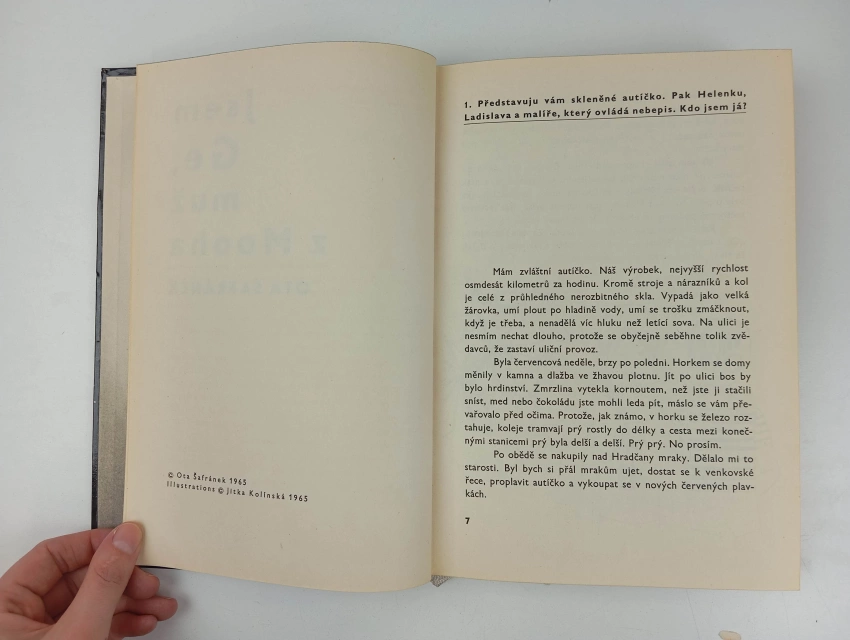 © Ota Šafránek 1965
Illustrations © Jitka Kolínská 1965
1. Představuju vám skleněné autíčko. Pak Helenku,
Ladislava a malíře, který ovládá nebepis. Kdo jsem já?
Mám zvláštní autíčko. Náš výrobek, nejvyšší rychlost
osmdesát kilometrů za hodinu. Kromě stroje a nárazníků a kol
je celé z průhledného nerozbitného skla. Vypadá jako velká
žárovka, umí plout po hladině vody, umí se trošku zmáčknout,
když je třeba, a nenadělá víc hluku než letící sova. Na ulici je
nesmím nechat dlouho, protože se obyčejně seběhne tolik zvě-
davců, že zastaví uliční provoz.
Byla červencová neděle, brzy po poledni. Horkem se domy
měnily v kamna a dlažba ve žhavou plotnu. Jít po ulici bos by
bylo hrdinství. Zmrzlina vytekla kornoutem, než jste ji stačili
sníst, med nebo čokoládu jste mohli leda pít, máslo se vám pře-
vařovalo před očima. Protože, jak známo, v horku se železo roz-
tahuje, koleje tramvají prý rostly do délky a cesta mezi koneč-
nými stanicemi prý byla delší a delší. Prý prý. No prosím.
Po obědě se nakupily nad Hradčany mraky. Dělalo mi to
starosti. Byl bych si přál mrakům ujet, dostat se k venkovské
řece, proplavit autíčko a vykoupat se v nových červených plav-
kách.
7